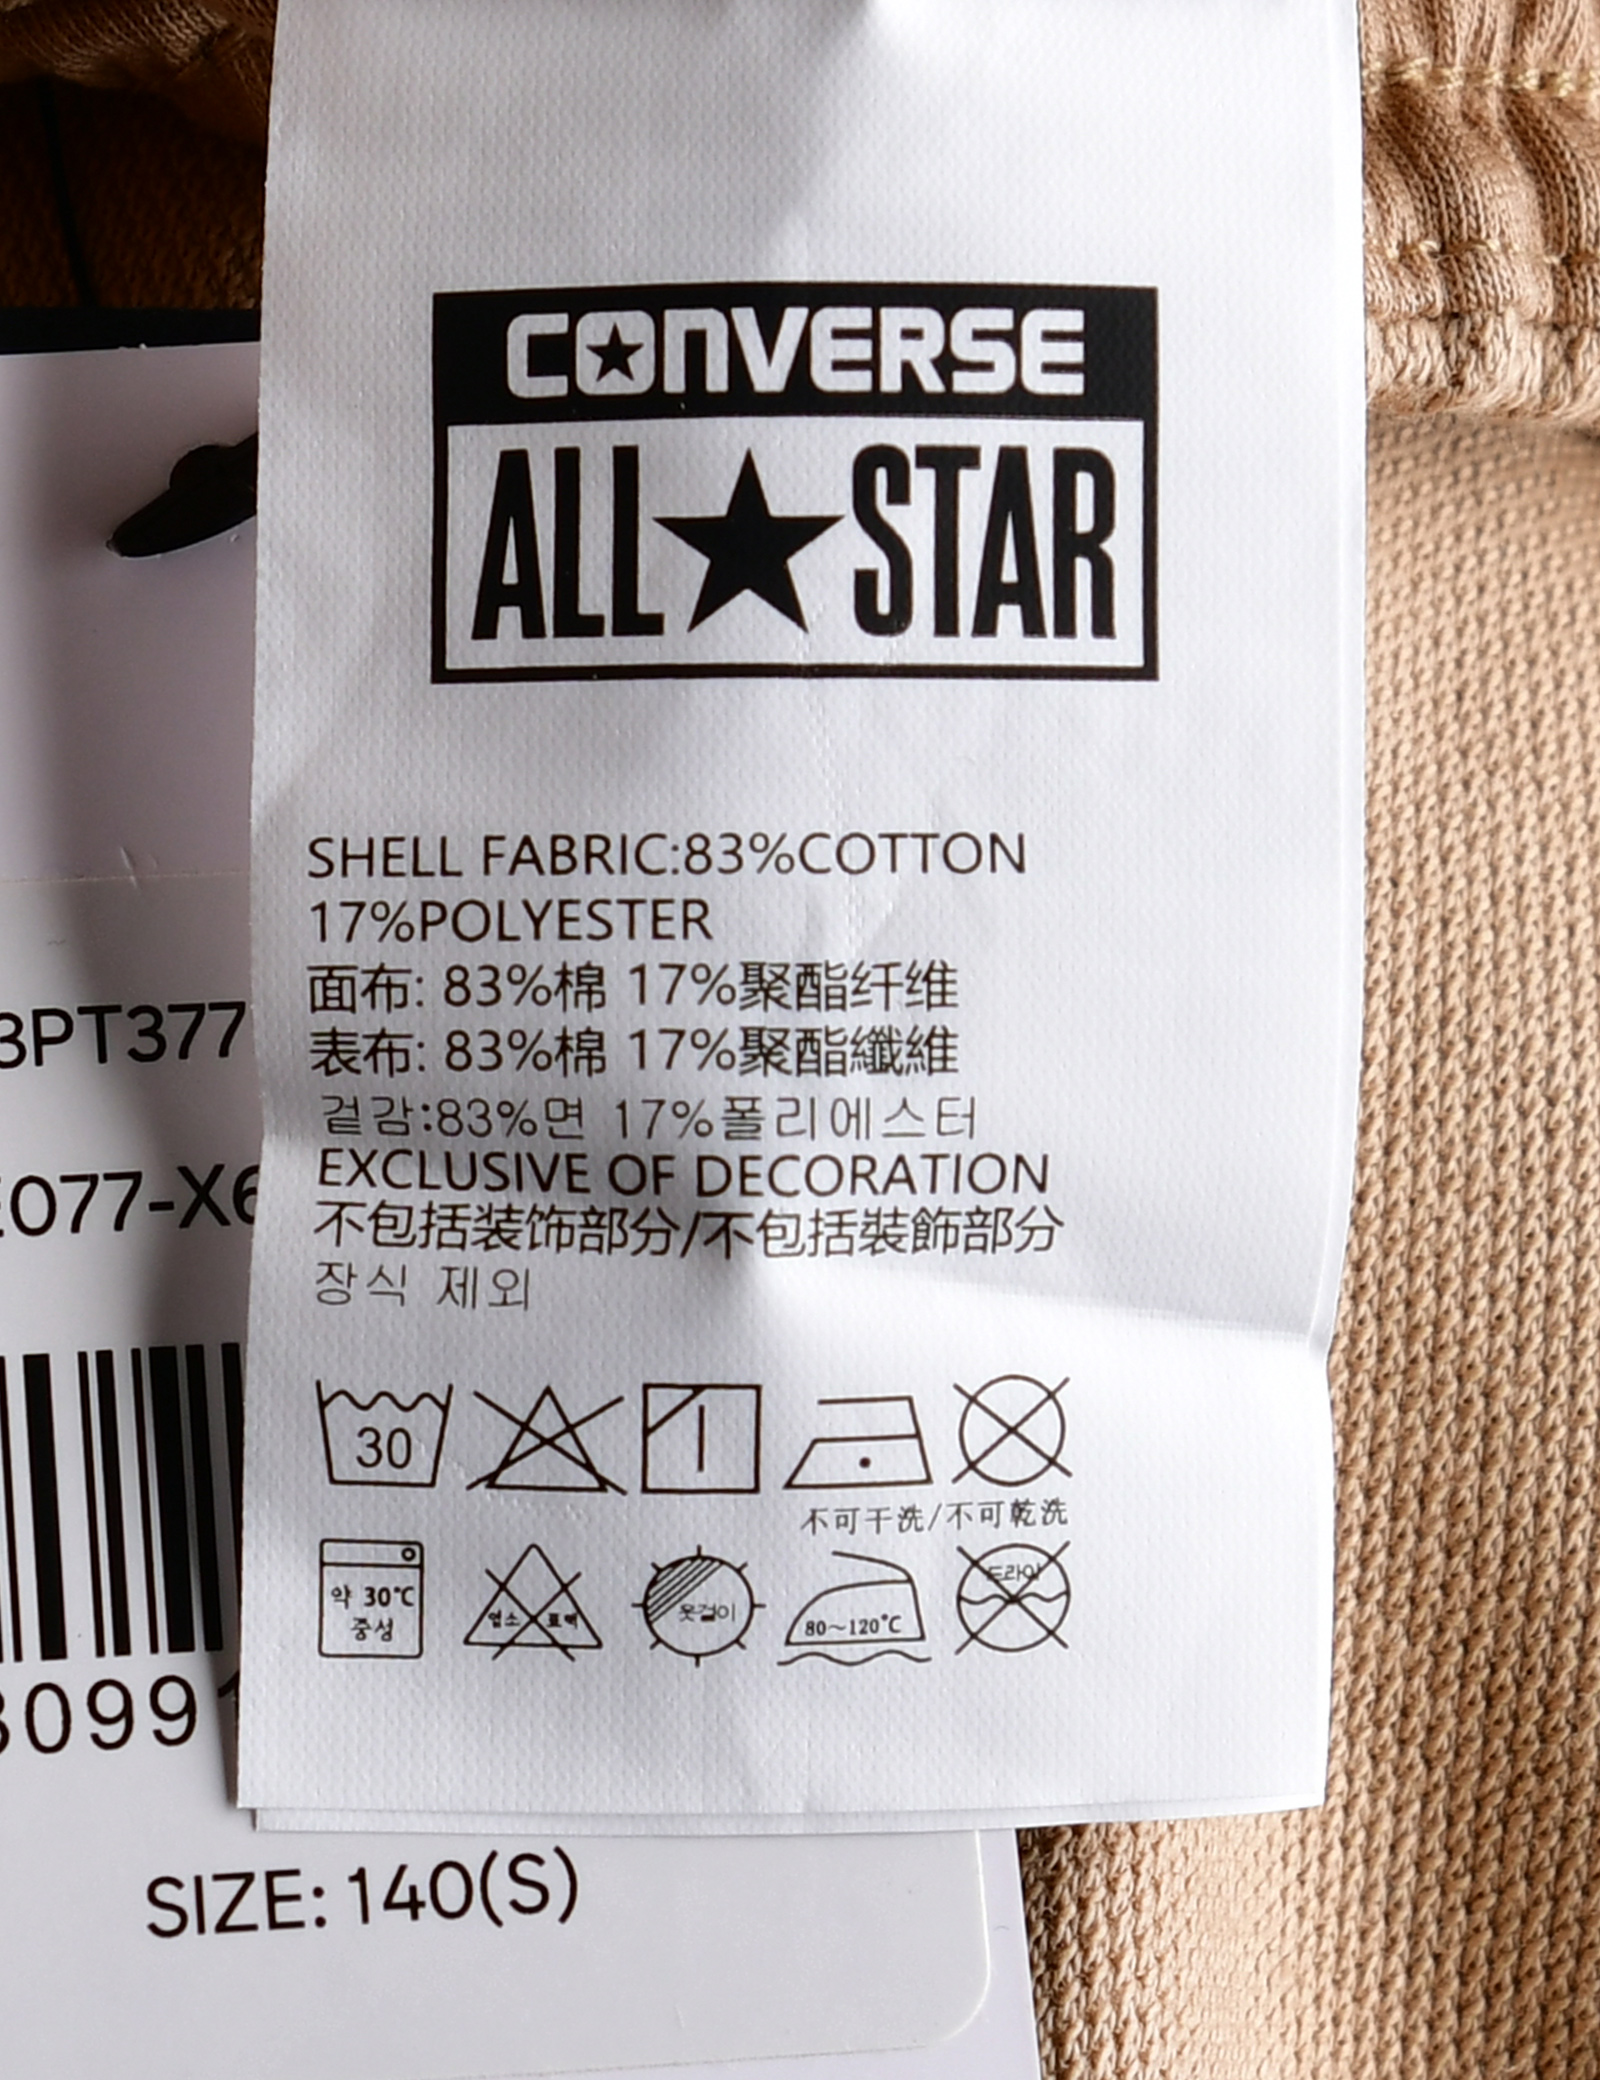 CONVERSE
ALL★STAR
SHELL FABRIC:83%COTTON
17%POLYESTER
面布: 83%棉 17%聚酯纤维
表布: 83%棉 17%聚酯纖維
겉감:83%면 17%폴리에스터
EXCLUSIVE OF DECORATION
不包括装饰部分/不包括裝飾部分
장식 제외
30
不可干洗/不可乾洗
약 30℃
중성
염소 표백
옷걸이
80~120℃
드라이
3PT377
E077-X6
3099
SIZE: 140(S)